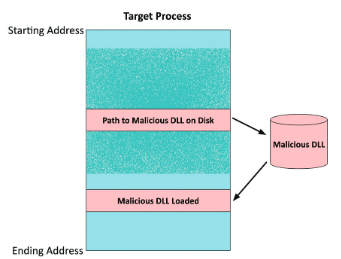 Target Process
Starting Address
Path to Malicious DLL on Disk
Malicious DLL
Malicious DLL Loaded
Ending Address